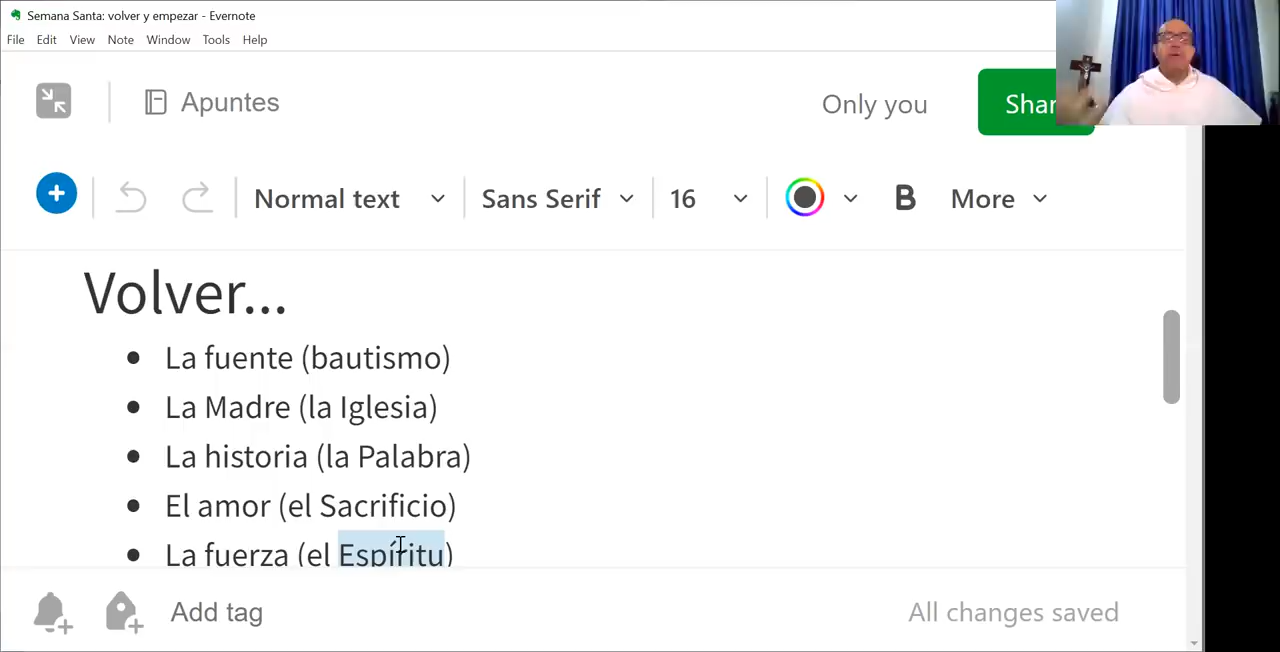 Semana Santa: volver y empezar - Evernote
File Edit View Note Window Tools Help
Apuntes
Only you
Shar
Normal text
Sans Serif
16
B
More
Volver...
La fuente (bautismo)
La Madre (la Iglesia)
La historia (la Palabra)
El amor (el Sacrificio)
La fuerza (el Espíritu)
Add tag
All changes saved